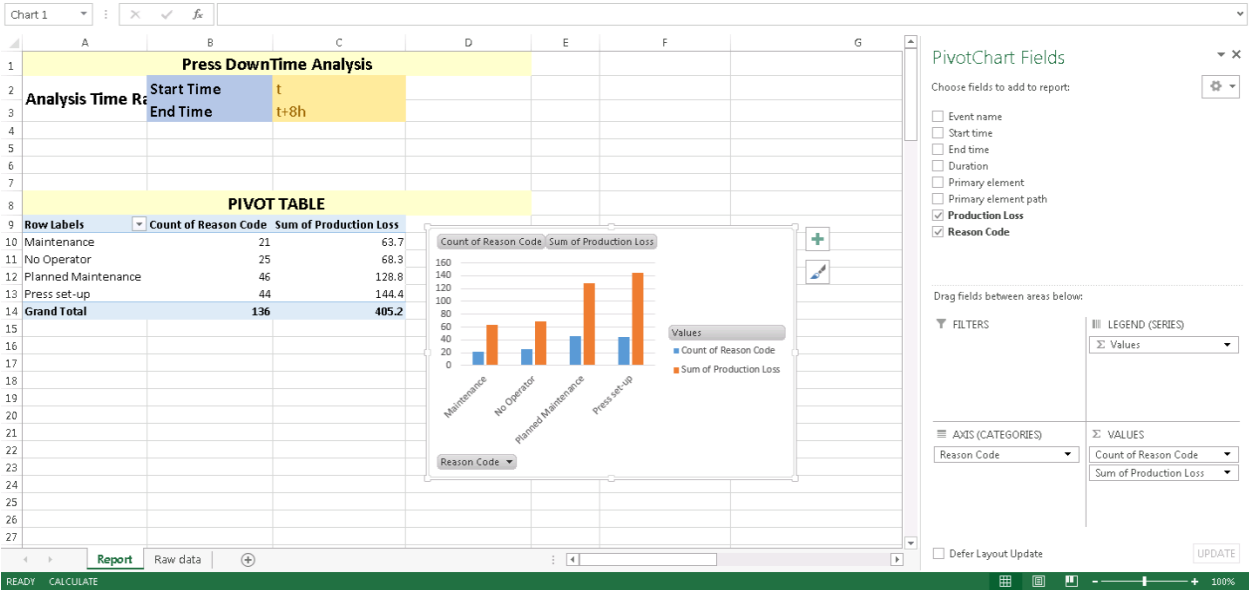 Chart 1
fx
A B C D E F G
PivotChart Fields
1 Press DownTime Analysis
Choose fields to add to report:
2 Analysis Time Ra Start Time t
3 End Time t+8h
4
5
6
7
8 PIVOT TABLE
Event name
Start time
End time
Duration
Primary element
Primary element path
Production Loss
Reason Code
9 Row Labels Count of Reason Code Sum of Production Loss
10 Maintenance 21 63.7
11 No Operator 25 68.3
12 Planned Maintenance 46 128.8
13 Press set-up 44 144.4
14 Grand Total 136 405.2
15
16
17
18
19
20
21
22
23
24
25
26
27
Count of Reason Code Sum of Production Loss
160
140
120
100
80
60
40
20
0
Maintenance
No Operator
Planned Maintenance
Press set-up
Values
Count of Reason Code
Sum of Production Loss
Reason Code
Drag fields between areas below:
FILTERS
LEGEND (SERIES)
Σ Values
AXIS (CATEGORIES)
Reason Code
Σ VALUES
Count of Reason Code
Sum of Production Loss
Defer Layout Update UPDATE
Report Raw data
READY CALCULATE 100%